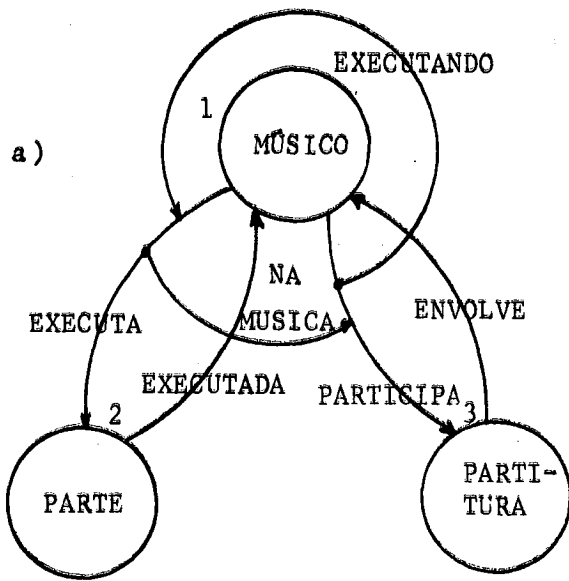 EXECUTANDO
1
MÚSICO
a)
NA
MUSICA
EXECUTA
ENVOLVE
EXECUTADA
PARTICIPA
2
3
PARTE
PARTI-
TURA